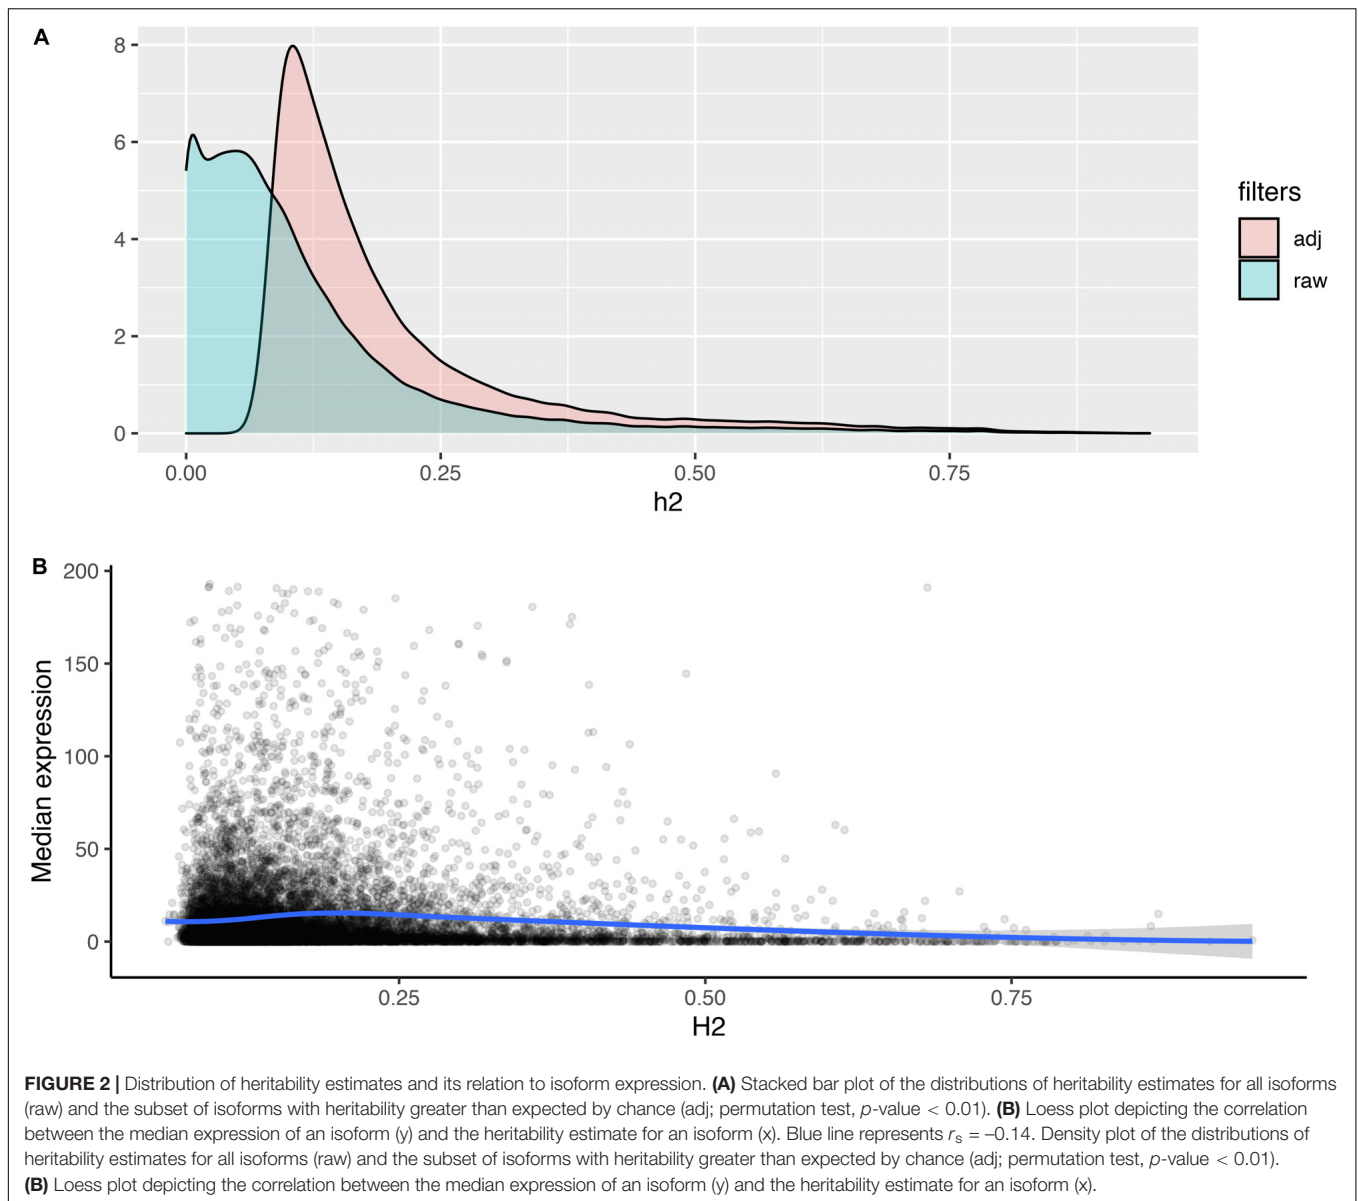 A
8
6
4
2
0
0.00 0.25 0.50 0.75
h2
filters
adj
raw
B
200
150
100
50
0
Median expression
0.25 0.50 0.75
H2
FIGURE 2 | Distribution of heritability estimates and its relation to isoform expression. (A) Stacked bar plot of the distributions of heritability estimates for all isoforms
(raw) and the subset of isoforms with heritability greater than expected by chance (adj; permutation test, p-value < 0.01). (B) Loess plot depicting the correlation
between the median expression of an isoform (y) and the heritability estimate for an isoform (x). Blue line represents rs = –0.14. Density plot of the distributions of
heritability estimates for all isoforms (raw) and the subset of isoforms with heritability greater than expected by chance (adj; permutation test, p-value < 0.01).
(B) Loess plot depicting the correlation between the median expression of an isoform (y) and the heritability estimate for an isoform (x).